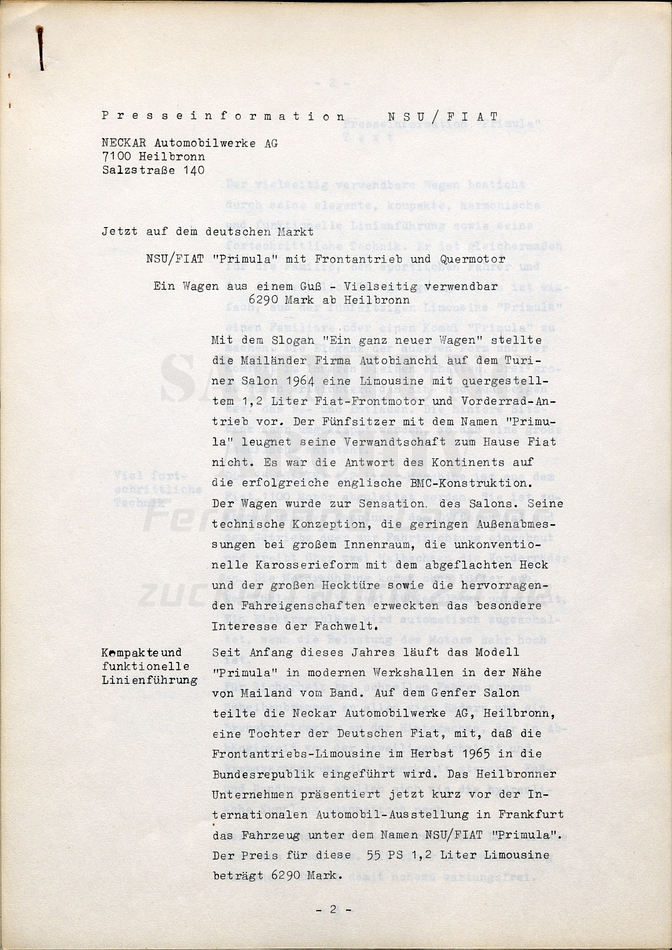 Presseinformation NSU/FIAT
NECKAR Automobilwerke AG
7100 Heilbronn
Salzstraße 140
Jetzt auf dem deutschen Markt
NSU/FIAT "Primula" mit Frontantrieb und Quermotor
Ein Wagen aus einem Guß - Vielseitig verwendbar
6290 Mark ab Heilbronn
Mit dem Slogan "Ein ganz neuer Wagen" stellte
die Mailänder Firma Autobianchi auf dem Turi-
ner Salon 1964 eine Limousine mit quergestell-
tem 1,2 Liter Fiat-Frontmotor und Vorderrad-An-
trieb vor. Der Fünfsitzer mit dem Namen "Primu-
la" leugnet seine Verwandtschaft zum Hause Fiat
nicht. Es war die Antwort des Kontinents auf
die erfolgreiche englische BMC-Konstruktion.
Der Wagen wurde zur Sensation des Salons. Seine
technische Konzeption, die geringen Außenabmes-
sungen bei großem Innenraum, die unkonventio-
nelle Karosserieform mit dem abgeflachten Heck
und der großen Hecktüre sowie die hervorragen-
den Fahreigenschaften erweckten das besondere
Interesse der Fachwelt.
Kompakte und
funktionelle
Linienführung
Seit Anfang dieses Jahres läuft das Modell
"Primula" in modernen Werkshallen in der Nähe
von Mailand vom Band. Auf dem Genfer Salon
teilte die Neckar Automobilwerke AG, Heilbronn,
eine Tochter der Deutschen Fiat, mit, daß die
Frontantriebs-Limousine im Herbst 1965 in die
Bundesrepublik eingeführt wird. Das Heilbronner
Unternehmen präsentiert jetzt kurz vor der In-
ternationalen Automobil-Ausstellung in Frankfurt
das Fahrzeug unter dem Namen NSU/FIAT "Primula".
Der Preis für diese 55 PS 1,2 Liter Limousine
beträgt 6290 Mark.
- 2 -